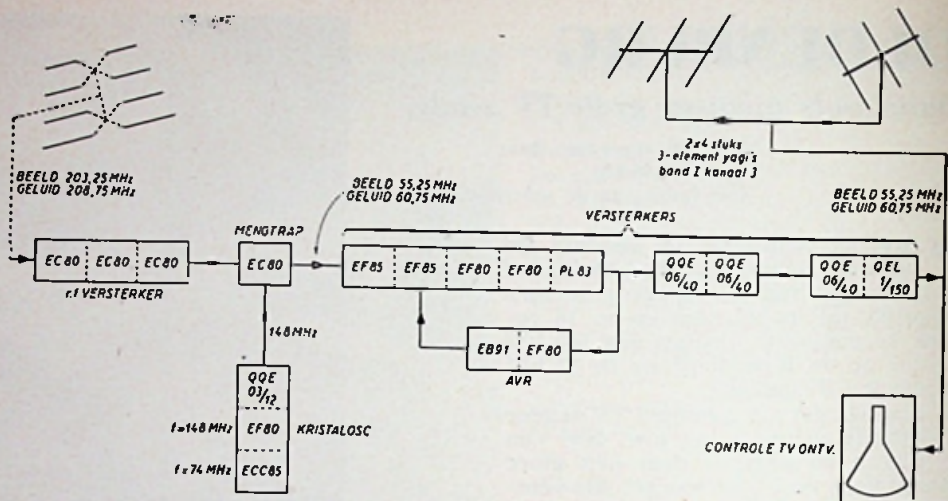 BEELD 203,25 MHz
GELUID 208,75 MHz
2x4 stuks
3-element yagi's
band I kanaal 3
BEELD 55,25 MHz
GELUID 60,75 MHz
BEELD 55,25 MHz
GELUID 60,75 MHz
MENGTRAP
VERSTERKERS
EC80 EC80 EC80
r.f VERSTERKER
EC80
EF85 EF85 EF80 EF80 PL83
QQE
06/40
QQE
06/40
QQE
06/40
QEL
1/150
148MHz
EB91 EF80
AVR
QQE
03/12
f=148 MHz EF80 KRISTALOSC
f=74 MHz ECC85
CONTROLE TV ONTV.